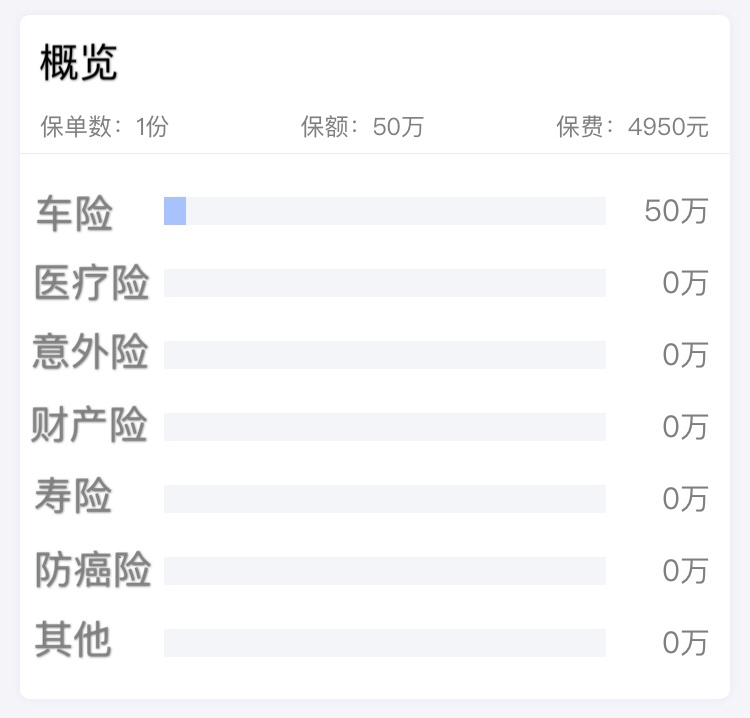 概览
保单数：1份 保额：50万 保费：4950元
车险 50万
医疗险 0万
意外险 0万
财产险 0万
寿险 0万
防癌险 0万
其他 0万